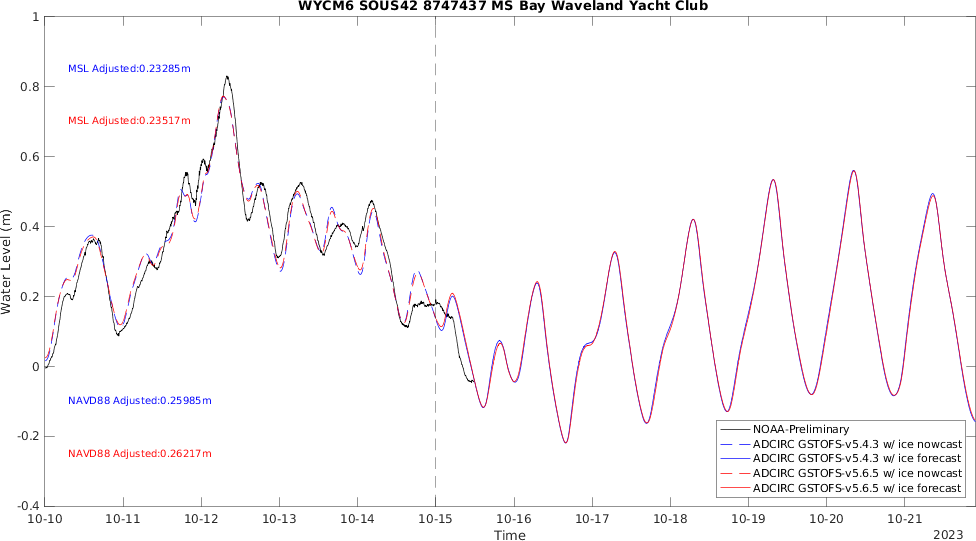 WYCM6 SOUS42 8747437 MS Bay Waveland Yacht Club
1
0.8
0.6
0.4
0.2
0
-0.2
-0.4
Water Level (m)
MSL Adjusted:0.23285m
MSL Adjusted:0.23517m
NAVD88 Adjusted:0.25985m
NAVD88 Adjusted:0.26217m
NOAA-Preliminary
ADCIRC GSTOFS-v5.4.3 w/ ice nowcast
ADCIRC GSTOFS-v5.4.3 w/ ice forecast
ADCIRC GSTOFS-v5.6.5 w/ ice nowcast
ADCIRC GSTOFS-v5.6.5 w/ ice forecast
10-10 10-11 10-12 10-13 10-14 10-15 10-16 10-17 10-18 10-19 10-20 10-21
Time
2023